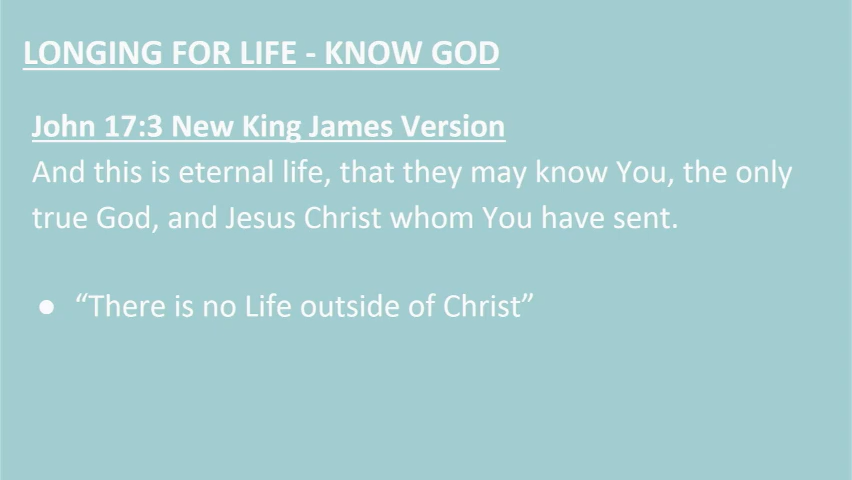 LONGING FOR LIFE - KNOW GOD
John 17:3 New King James Version
And this is eternal life, that they may know You, the only
true God, and Jesus Christ whom You have sent.
● “There is no Life outside of Christ”